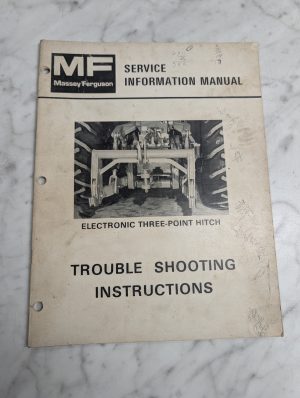 MF
Massey Ferguson
SERVICE
INFORMATION MANUAL
ELECTRONIC THREE-POINT HITCH
TROUBLE SHOOTING
INSTRUCTIONS